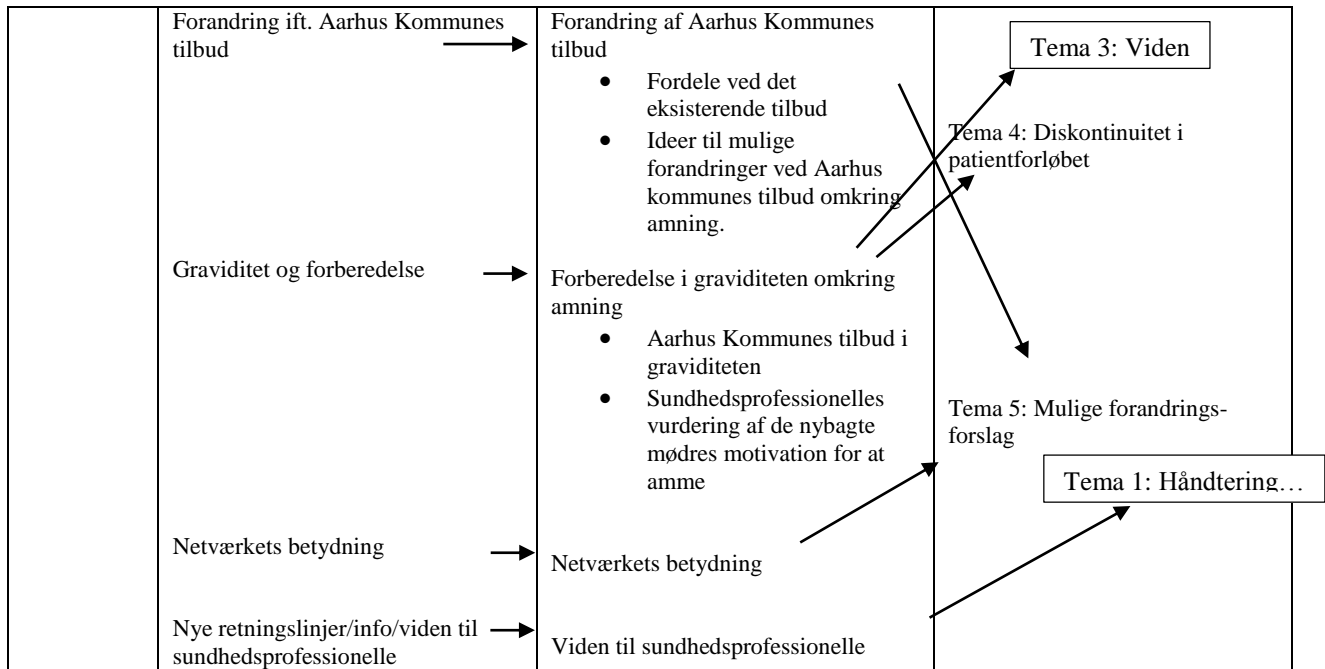 Forandring ift. Aarhus Kommunes
tilbud
Graviditet og forberedelse
Netværkets betydning
Nye retningslinjer/info/viden til
sundhedsprofessionelle
Forandring af Aarhus Kommunes
tilbud
• Fordele ved det
eksisterende tilbud
• Ideer til mulige
forandringer ved Aarhus
kommunes tilbud omkring
amning.
Forberedelse i graviditeten omkring
amning
• Aarhus Kommunes tilbud i
graviditeten
• Sundhedsprofessionelles
vurdering af de nybagte
mødres motivation for at
amme
Netværkets betydning
Viden til sundhedsprofessionelle
Tema 3: Viden
Tema 4: Diskontinuitet i
patientforløbet
Tema 5: Mulige forandrings-
forslag
Tema 1: Håndtering…